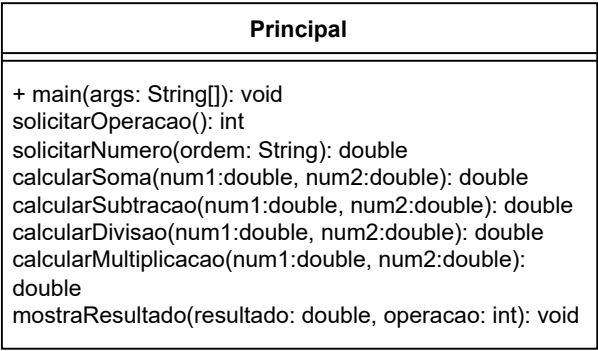 Principal
+ main(args: String[]): void
solicitarOperacao(): int
solicitarNumero(ordem: String): double
calcularSoma(num1:double, num2:double): double
calcularSubtracao(num1:double, num2:double): double
calcularDivisao(num1:double, num2:double): double
calcularMultiplicacao(num1:double, num2:double):
double
mostraResultado(resultado: double, operacao: int): void